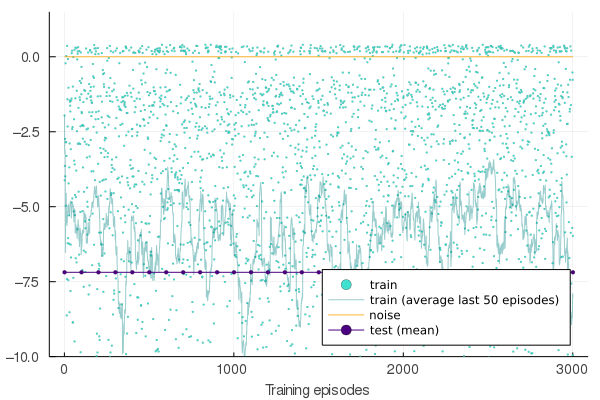 0.0
−2.5
−5.0
−7.5
−10.0
0
1000
2000
3000
Training episodes
train
train (average last 50 episodes)
noise
test (mean)